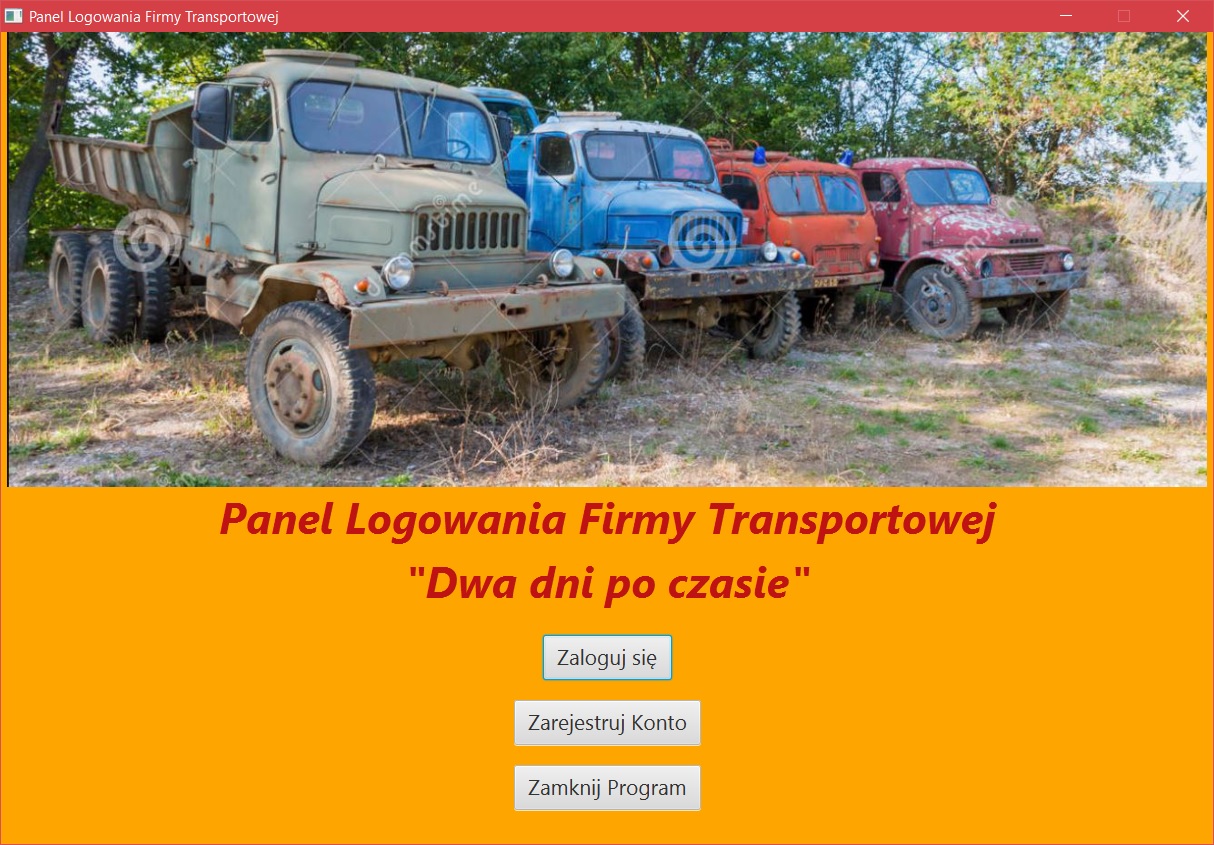 Panel Logowania Firmy Transportowej
Panel Logowania Firmy Transportowej
"Dwa dni po czasie"
Zaloguj się
Zarejestruj Konto
Zamknij Program